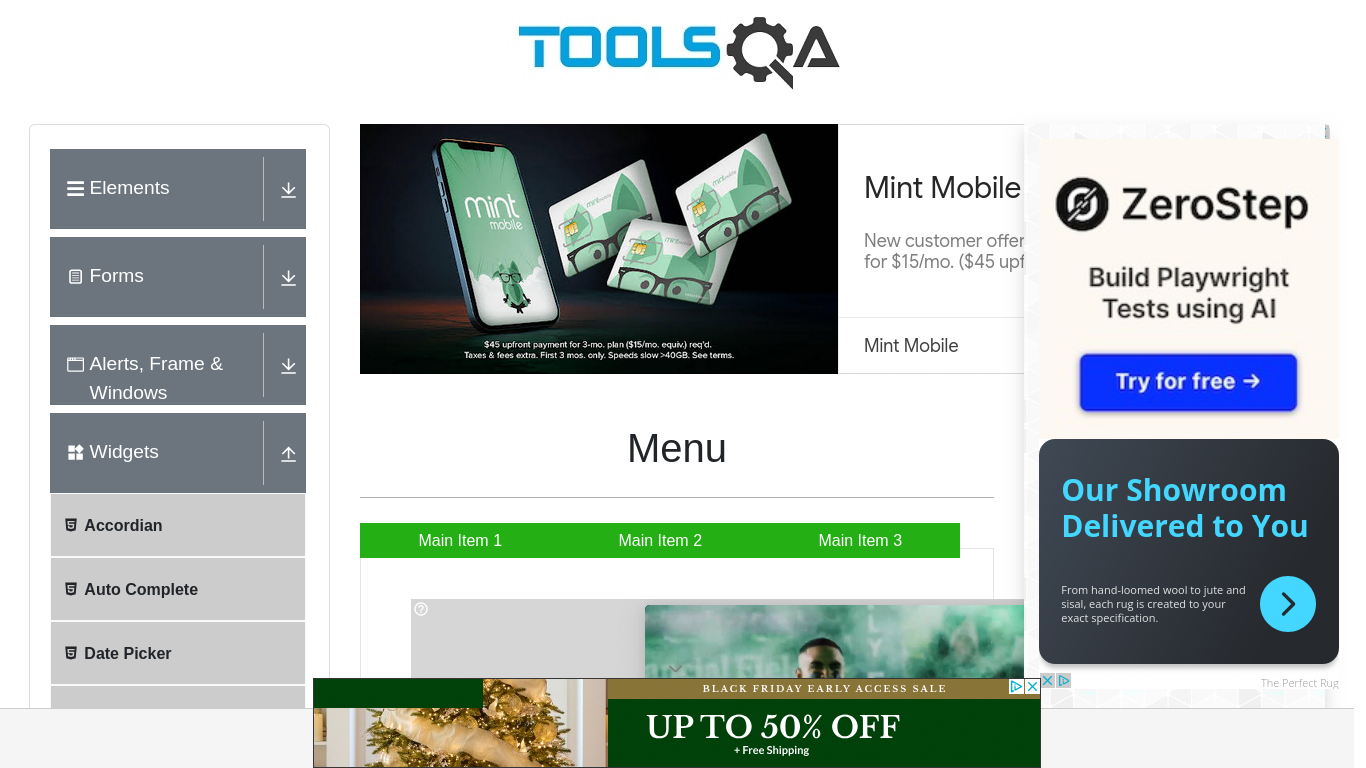 TOOLSQA
Elements
Forms
Alerts, Frame &
Windows
Widgets
Accordian
Auto Complete
Date Picker
mint
mobile
$45 upfront payment for 3-mo. plan ($15/mo. equiv.) req'd.
Taxes & fees extra. First 3 mos. only. Speeds slow >40GB. See terms.
Mint Mobile
New customer offer
for $15/mo. ($45 upf
Mint Mobile
Menu
Main Item 1
Main Item 2
Main Item 3
ZeroStep
Build Playwright
Tests using AI
Try for free →
Our Showroom
Delivered to You
From hand-loomed wool to jute and
sisal, each rug is created to your
exact specification.
The Perfect Rug
BLACK FRIDAY EARLY ACCESS SALE
UP TO 50% OFF
+ Free Shipping